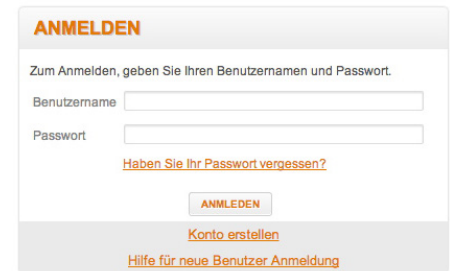 ANMELDEN
Zum Anmelden, geben Sie Ihren Benutzernamen und Passwort.
Benutzername
Passwort
Haben Sie Ihr Passwort vergessen?
ANMLEDEN
Konto erstellen
Hilfe für neue Benutzer Anmeldung